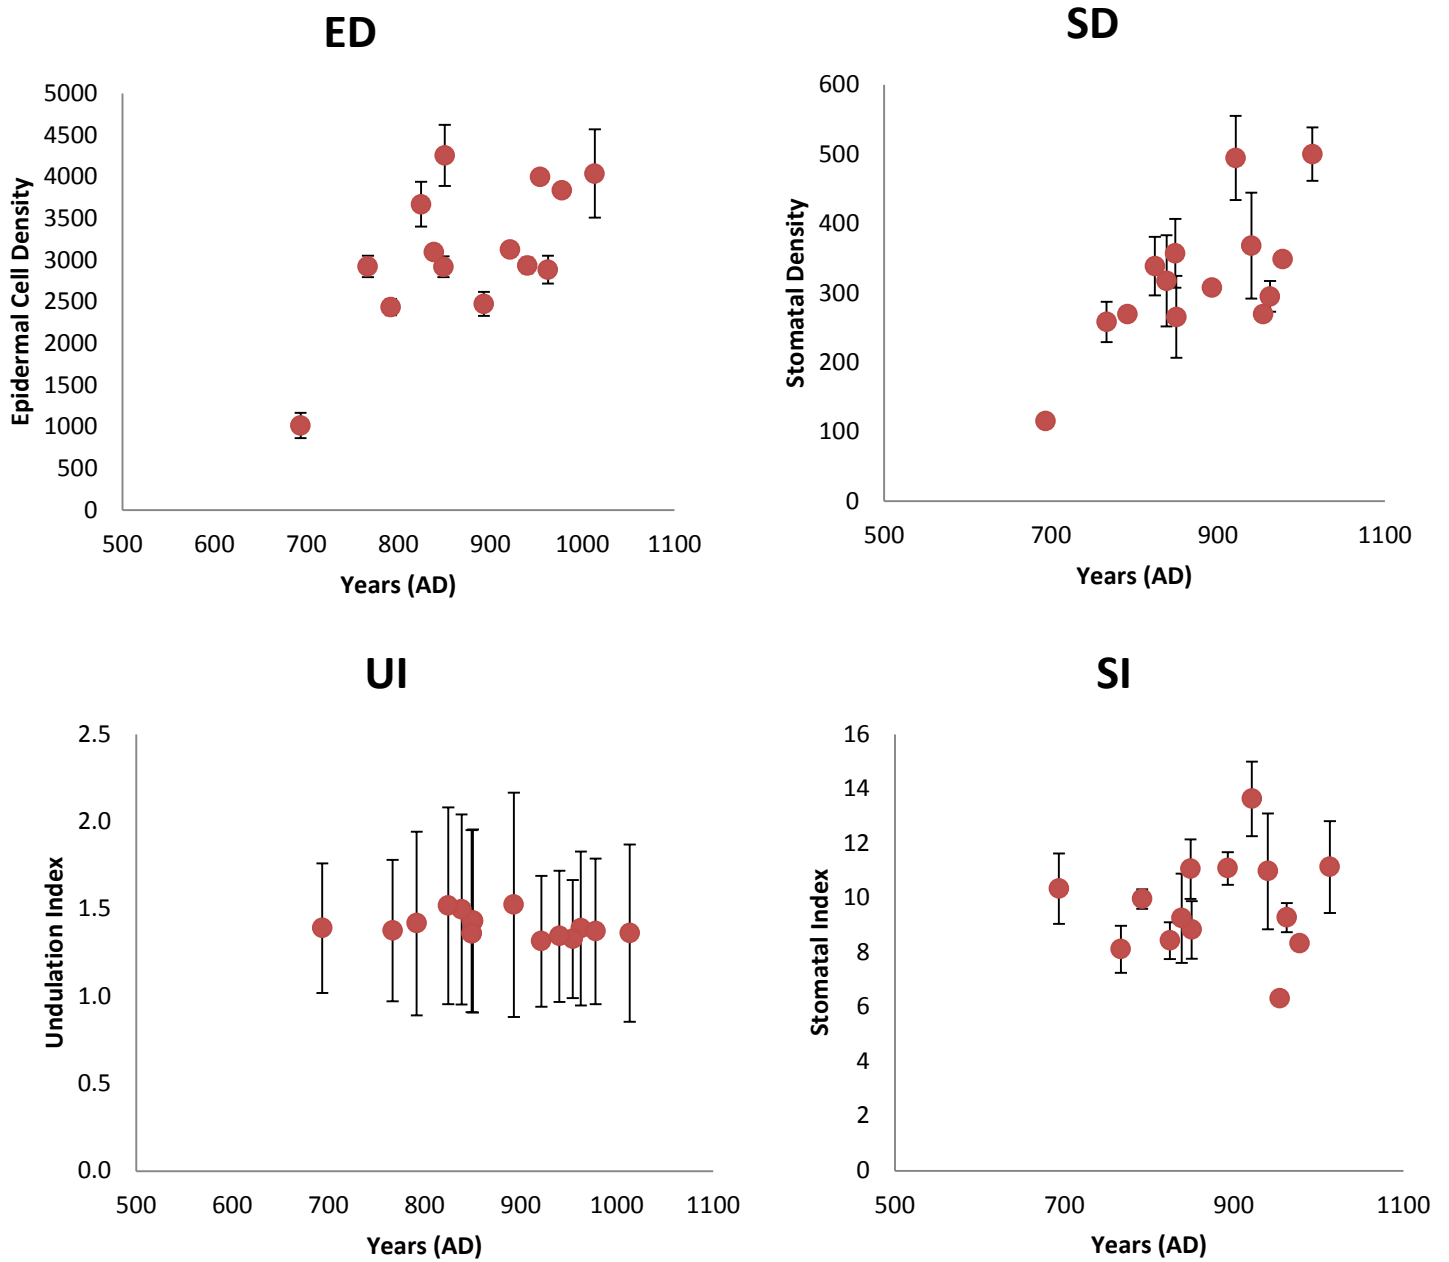 ED
5000
4500
4000
3500
3000
2500
2000
1500
1000
500
0
Epidermal Cell Density
500 600 700 800 900 1000 1100
Years (AD)
SD
600
500
400
300
200
100
0
Stomatal Density
500 700 900 1100
Years (AD)
UI
2.5
2.0
1.5
1.0
0.5
0.0
Undulation Index
500 600 700 800 900 1000 1100
Years (AD)
SI
16
14
12
10
8
6
4
2
0
Stomatal Index
500 700 900 1100
Years (AD)